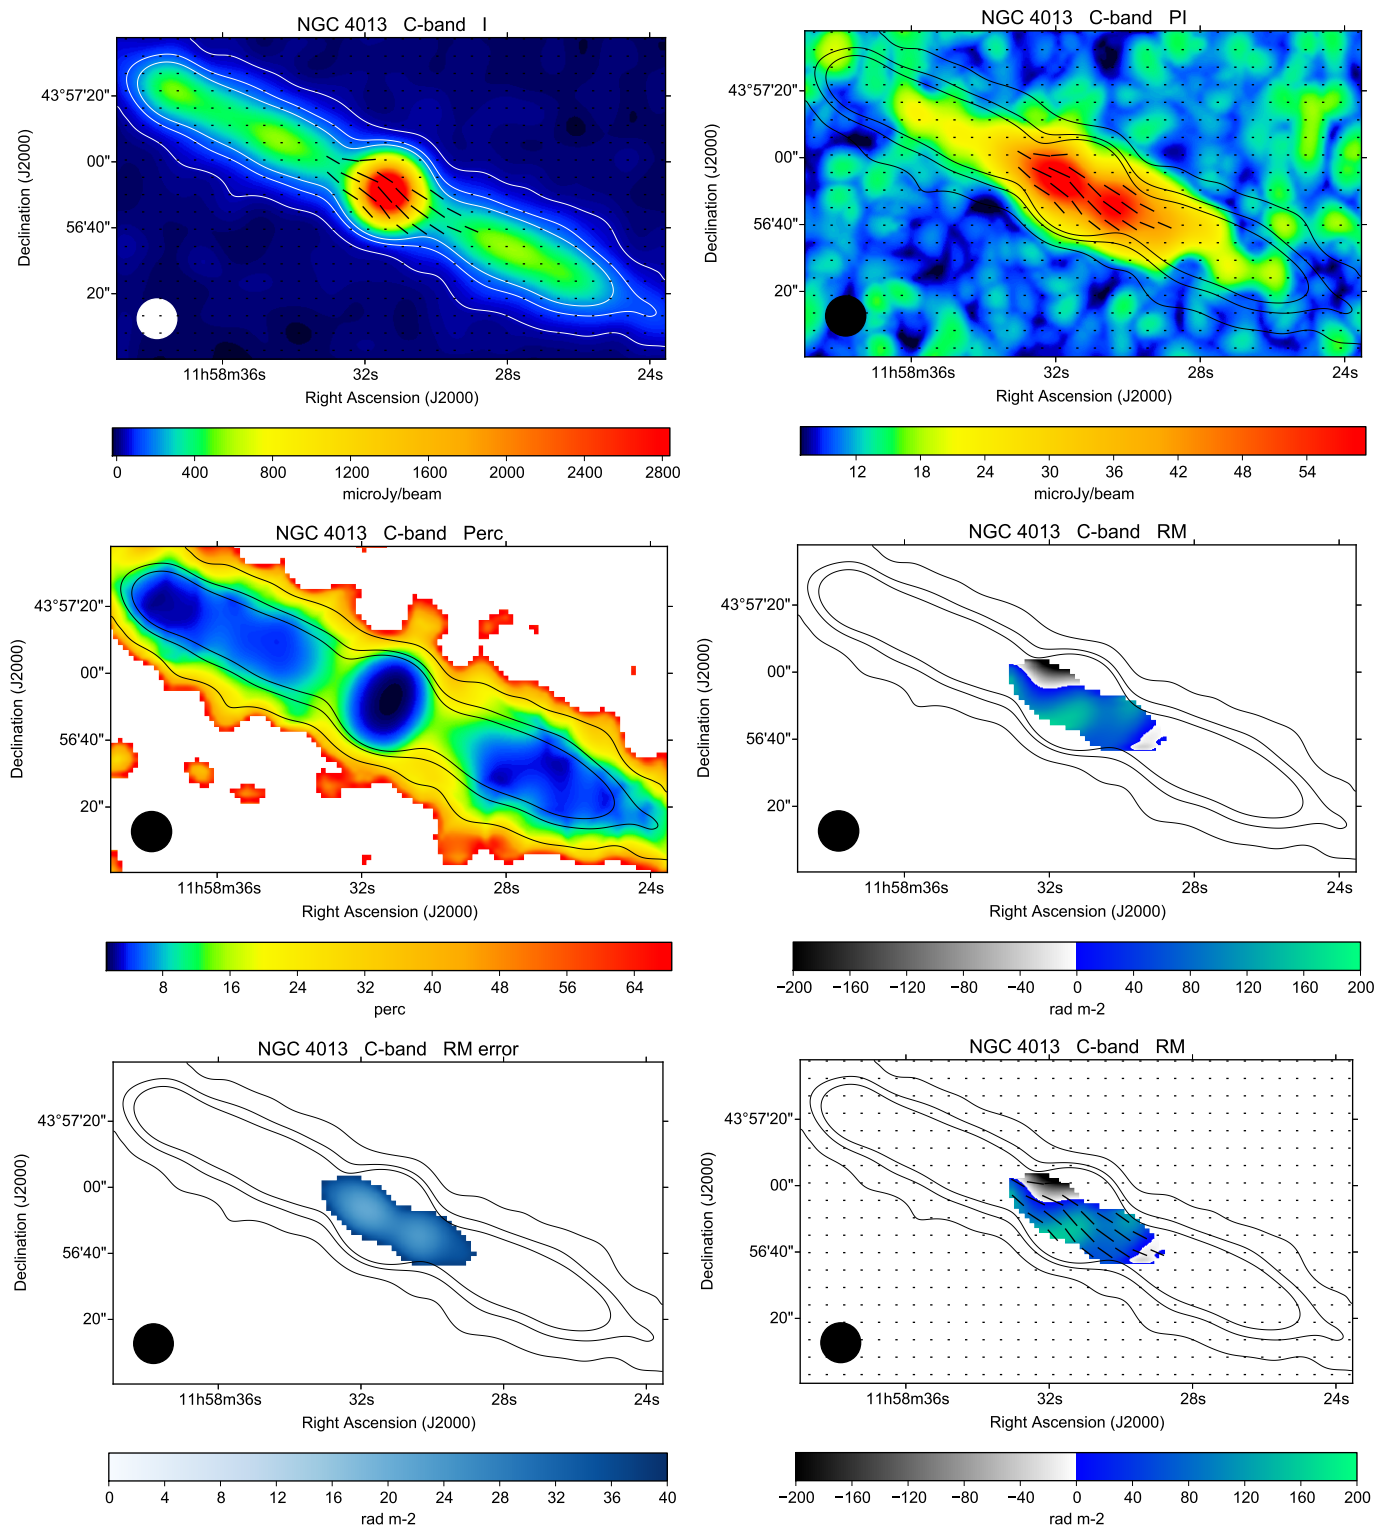 NGC 4013 C-band I
Declination (J2000)
43°57'20"
00"
56'40"
20"
11h58m36s 32s 28s 24s
Right Ascension (J2000)
0 400 800 1200 1600 2000 2400 2800
microJy/beam
NGC 4013 C-band PI
Declination (J2000)
43°57'20"
00"
56'40"
20"
11h58m36s 32s 28s 24s
Right Ascension (J2000)
12 18 24 30 36 42 48 54
microJy/beam
NGC 4013 C-band Perc
Declination (J2000)
43°57'20"
00"
56'40"
20"
11h58m36s 32s 28s 24s
Right Ascension (J2000)
8 16 24 32 40 48 56 64
perc
NGC 4013 C-band RM
Declination (J2000)
43°57'20"
00"
56'40"
20"
11h58m36s 32s 28s 24s
Right Ascension (J2000)
−200 −160 −120 −80 −40 0 40 80 120 160 200
rad m-2
NGC 4013 C-band RM error
Declination (J2000)
43°57'20"
00"
56'40"
20"
11h58m36s 32s 28s 24s
Right Ascension (J2000)
0 4 8 12 16 20 24 28 32 36 40
rad m-2
NGC 4013 C-band RM
Declination (J2000)
43°57'20"
00"
56'40"
20"
11h58m36s 32s 28s 24s
Right Ascension (J2000)
−200 −160 −120 −80 −40 0 40 80 120 160 200
rad m-2